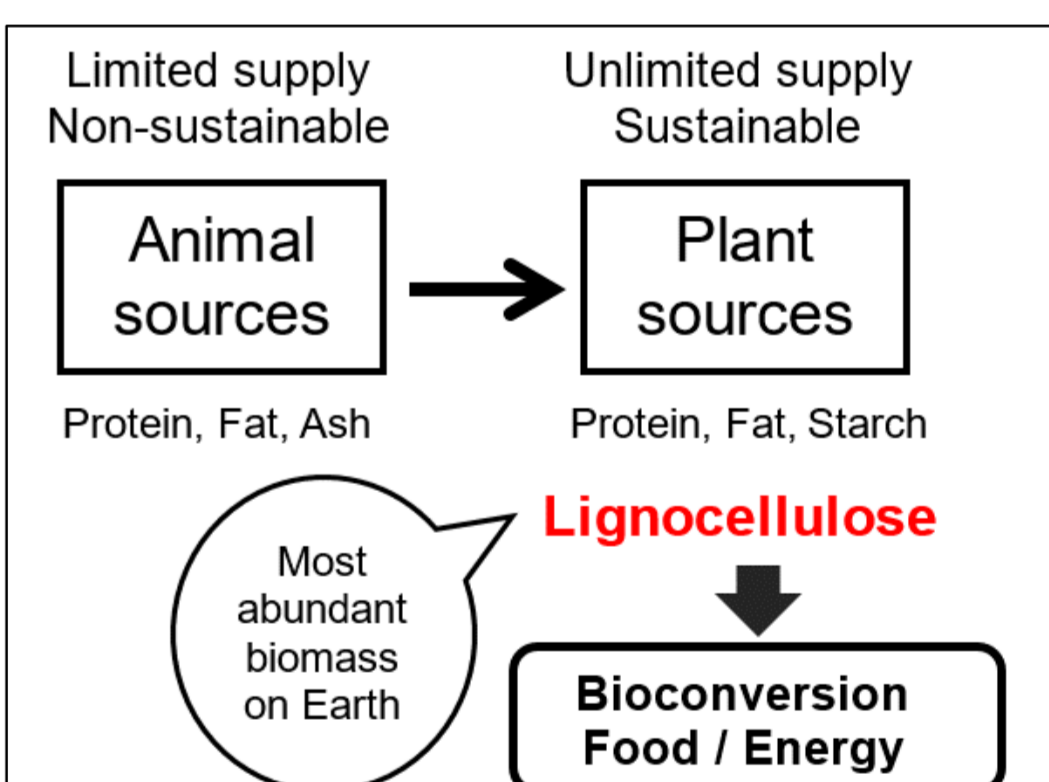 Limited supply
Non-sustainable
Unlimited supply
Sustainable
Animal
sources
Plant
sources
Protein, Fat, Ash
Protein, Fat, Starch
Lignocellulose
Most
abundant
biomass
on Earth
Bioconversion
Food / Energy